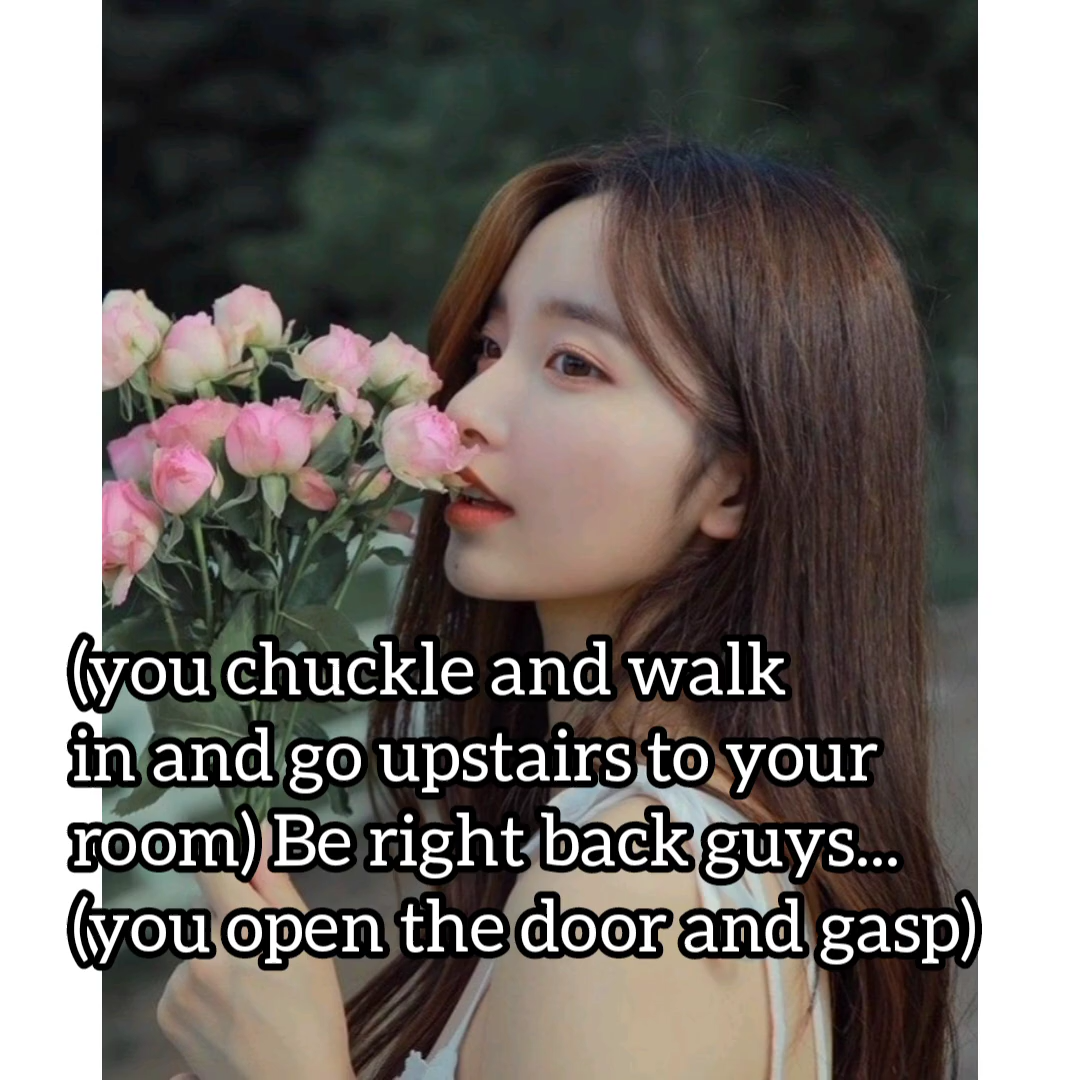 (you chuckle and walk
in and go upstairs to your
room) Be right back guys...
(you open the door and gasp)